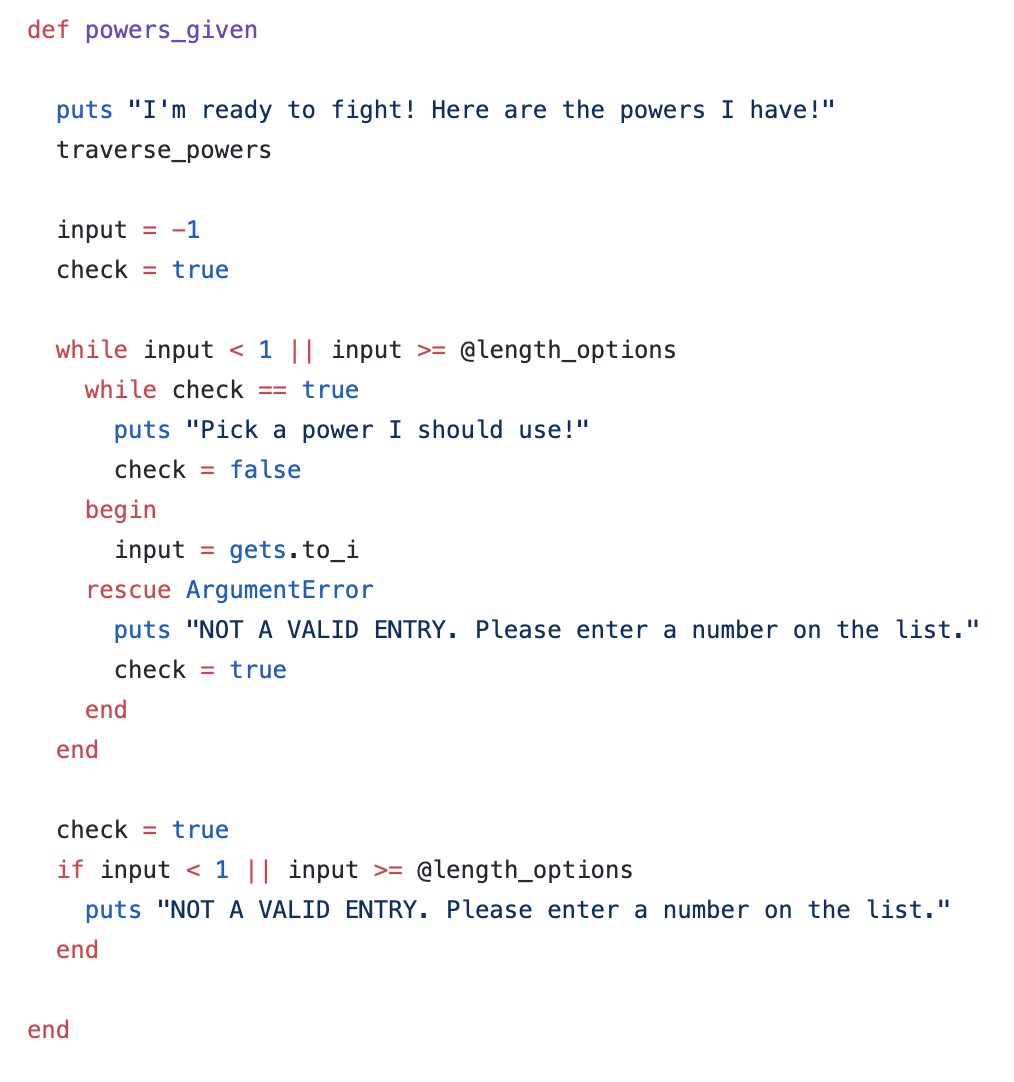 def powers_given

  puts "I'm ready to fight! Here are the powers I have!"
  traverse_powers

  input = -1
  check = true

  while input < 1 || input >= @length_options
    while check == true
      puts "Pick a power I should use!"
      check = false
    begin
      input = gets.to_i
    rescue ArgumentError
      puts "NOT A VALID ENTRY. Please enter a number on the list."
      check = true
    end
  end

  check = true
  if input < 1 || input >= @length_options
    puts "NOT A VALID ENTRY. Please enter a number on the list."
  end

end